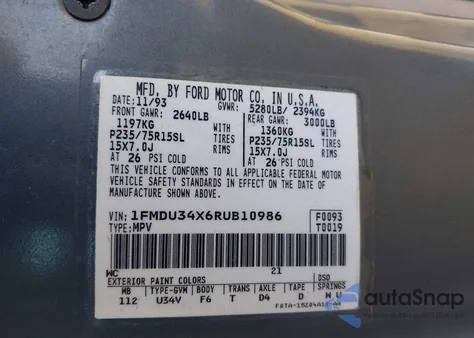 MFD. BY FORD MOTOR CO. IN U.S.A.
DATE: 11/93 GVWR: 5280LB/ 2394KG
FRONT GAWR: 2640LB REAR GAWR: 3000LB
1197KG WITH 1360KG WITH
P235/75R15SL TIRES P235/75R15SL TIRES
15X7.0J RIMS 15X7.0J RIMS
AT 26 PSI COLD AT 26 PSI COLD
THIS VEHICLE CONFORMS TO ALL APPLICABLE FEDERAL MOTOR
VEHICLE SAFETY STANDARDS IN EFFECT ON THE DATE OF
MANUFACTURE SHOWN ABOVE.
VIN: 1FMDU34X6RUB10986 F0093
TYPE: MPV T0019
WC 21
EXTERIOR PAINT COLORS DSO
MB TYPE-GVW BODY TRANS AXLE TAPE SPRINGS
112 U34V F6 T D4 D W U
autoSnap